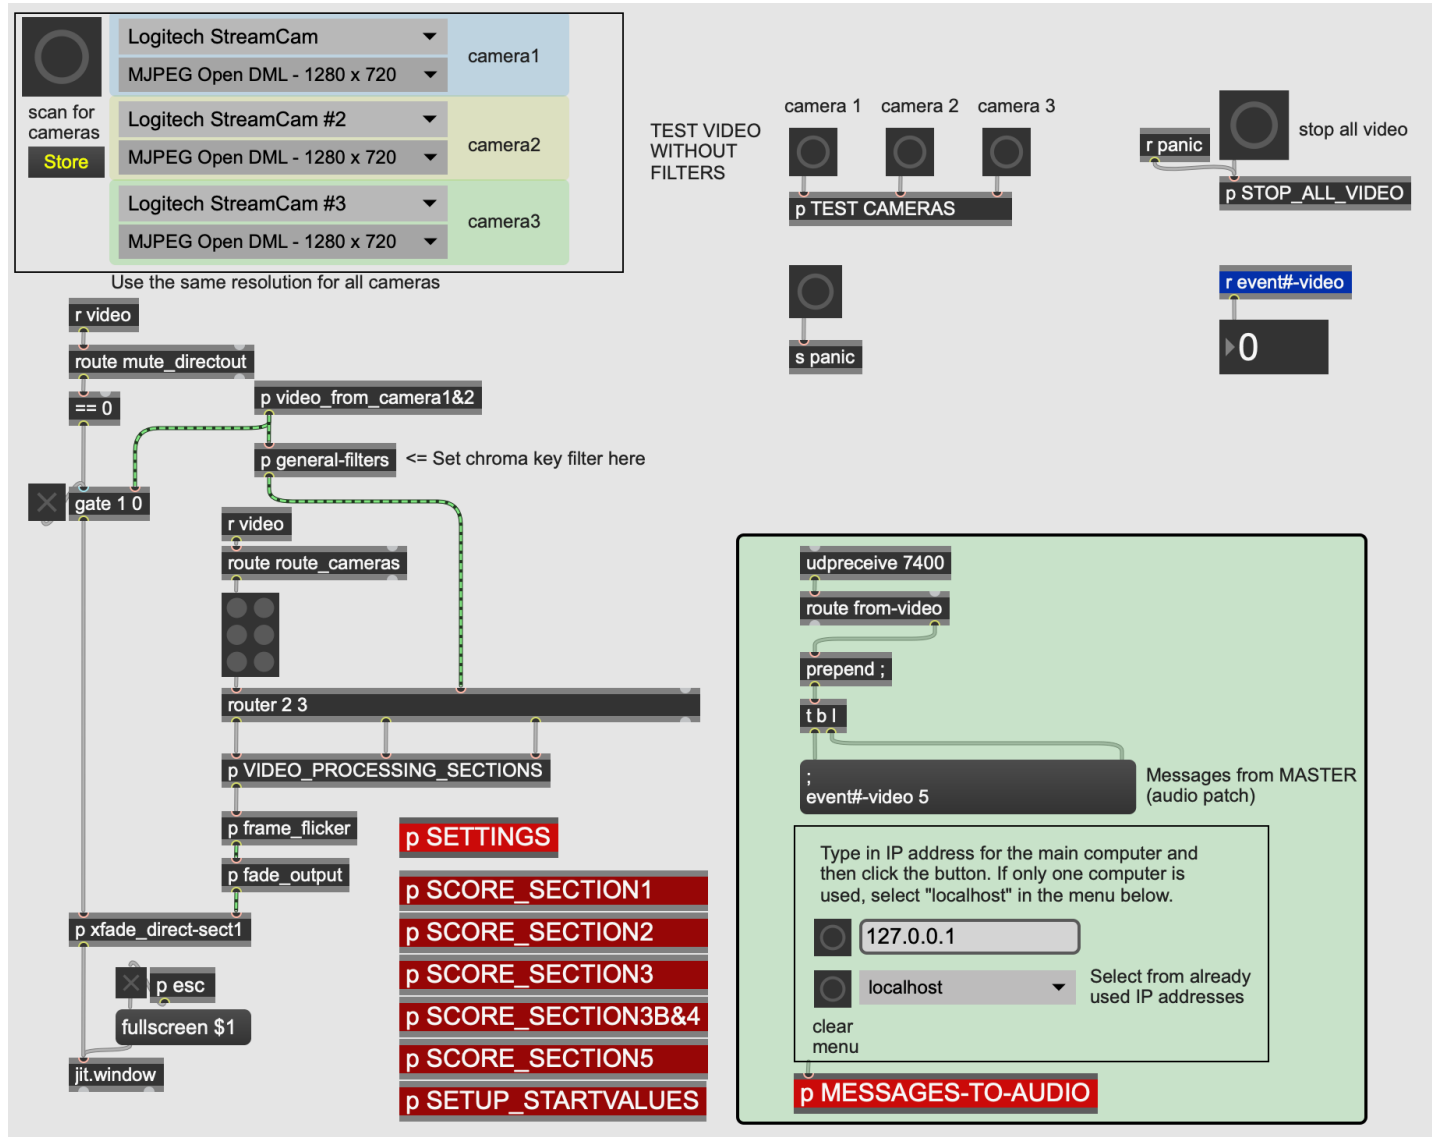 Logitech StreamCam
MJPEG Open DML - 1280 x 720
camera1
scan for
cameras
Store
Logitech StreamCam #2
MJPEG Open DML - 1280 x 720
camera2
Logitech StreamCam #3
MJPEG Open DML - 1280 x 720
camera3
Use the same resolution for all cameras
TEST VIDEO
WITHOUT
FILTERS
camera 1
camera 2
camera 3
p TEST CAMERAS
r panic
stop all video
p STOP_ALL_VIDEO
s panic
r event#-video
0
r video
route mute_directout
== 0
p video_from_camera1&2
p general-filters
<= Set chroma key filter here
gate 1 0
r video
route route_cameras
router 2 3
p VIDEO_PROCESSING_SECTIONS
p frame_flicker
p fade_output
p xfade_direct-sect1
p esc
fullscreen $1
jit.window
p SETTINGS
p SCORE_SECTION1
p SCORE_SECTION2
p SCORE_SECTION3
p SCORE_SECTION3B&4
p SCORE_SECTION5
p SETUP_STARTVALUES
udpreceive 7400
route from-video
prepend ;
t b l
;
event#-video 5
Messages from MASTER
(audio patch)
Type in IP address for the main computer and
then click the button. If only one computer is
used, select "localhost" in the menu below.
127.0.0.1
localhost
Select from already
used IP addresses
clear
menu
p MESSAGES-TO-AUDIO